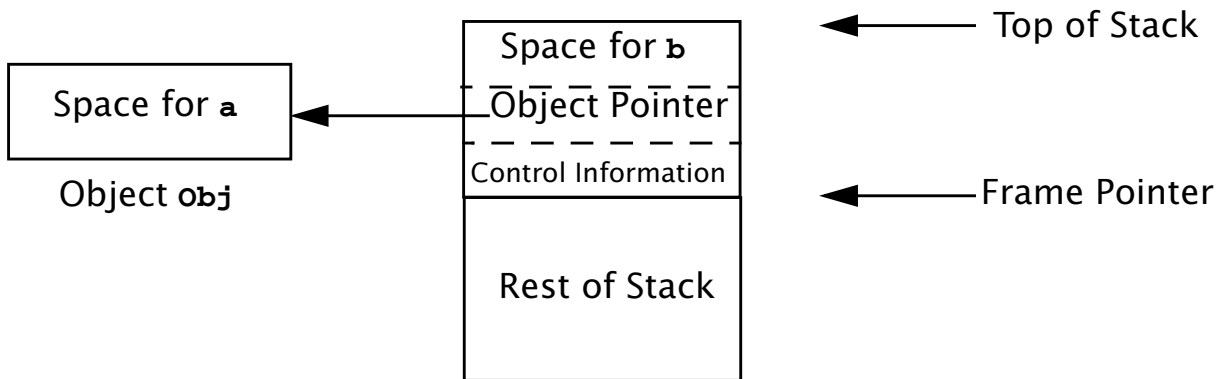 Space for b
Top of Stack
Space for a
Object Pointer
Control Information
Object Obj
Frame Pointer
Rest of Stack